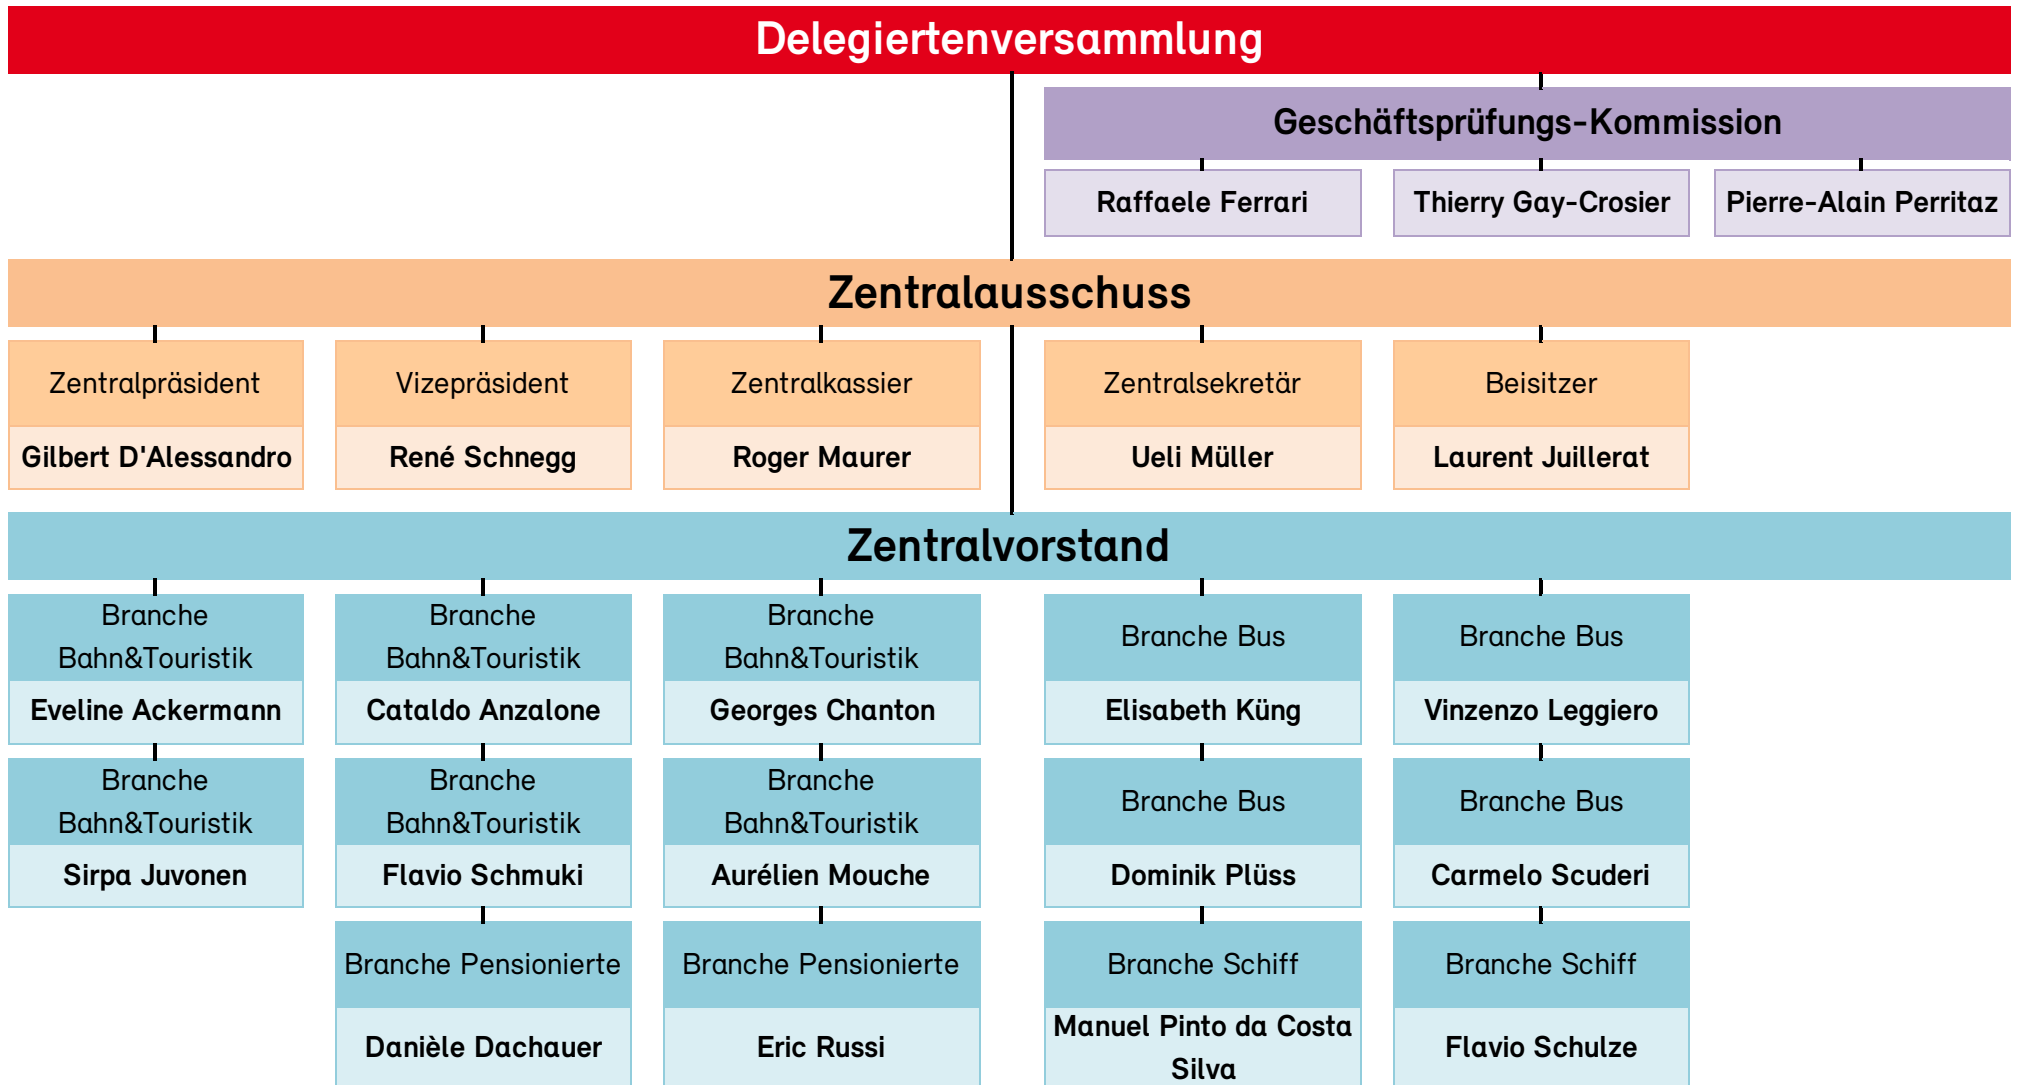 Delegiertenversammlung
Geschäftsprüfungs-Kommission
Raffaele Ferrari
Thierry Gay-Crosier
Pierre-Alain Perritaz
Zentralausschuss
Zentralpräsident
Gilbert D'Alessandro
Vizepräsident
René Schnegg
Zentralkassier
Roger Maurer
Zentralsekretär
Ueli Müller
Beisitzer
Laurent Juillerat
Zentralvorstand
Branche
Bahn&Touristik
Eveline Ackermann
Branche
Bahn&Touristik
Cataldo Anzalone
Branche
Bahn&Touristik
Georges Chanton
Branche Bus
Elisabeth Küng
Branche Bus
Vinzenzo Leggiero
Branche
Bahn&Touristik
Sirpa Juvonen
Branche
Bahn&Touristik
Flavio Schmuki
Branche
Bahn&Touristik
Aurélien Mouche
Branche Bus
Dominik Plüss
Branche Bus
Carmelo Scuderi
Branche Pensionierte
Danièle Dachauer
Branche Pensionierte
Eric Russi
Branche Schiff
Manuel Pinto da Costa
Silva
Branche Schiff
Flavio Schulze